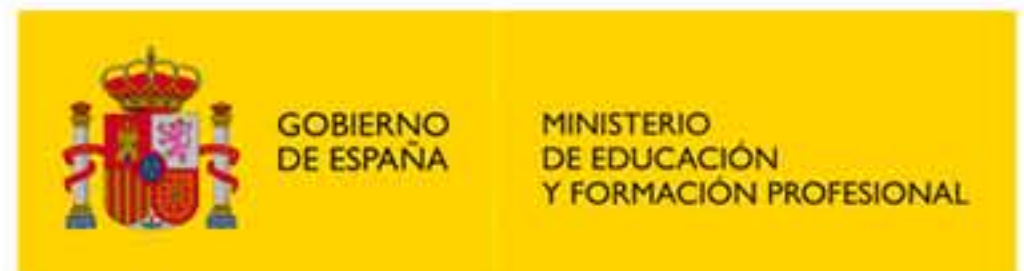 GOBIERNO
DE ESPAÑA
MINISTERIO
DE EDUCACIÓN
Y FORMACIÓN PROFESIONAL